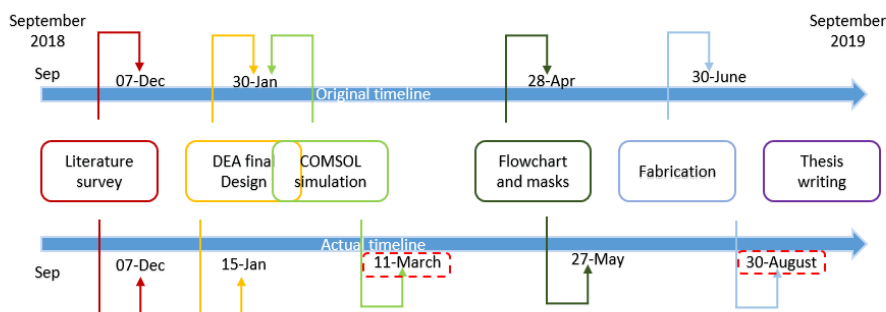 September
2018
September
2019
Sep
07-Dec
30-Jan
28-Apr
30-June
Original timeline
Literature
survey
DEA final
Design
COMSOL
simulation
Flowchart
and masks
Fabrication
Thesis
writing
Actual timeline
Sep
07-Dec
15-Jan
11-March
27-May
30-August